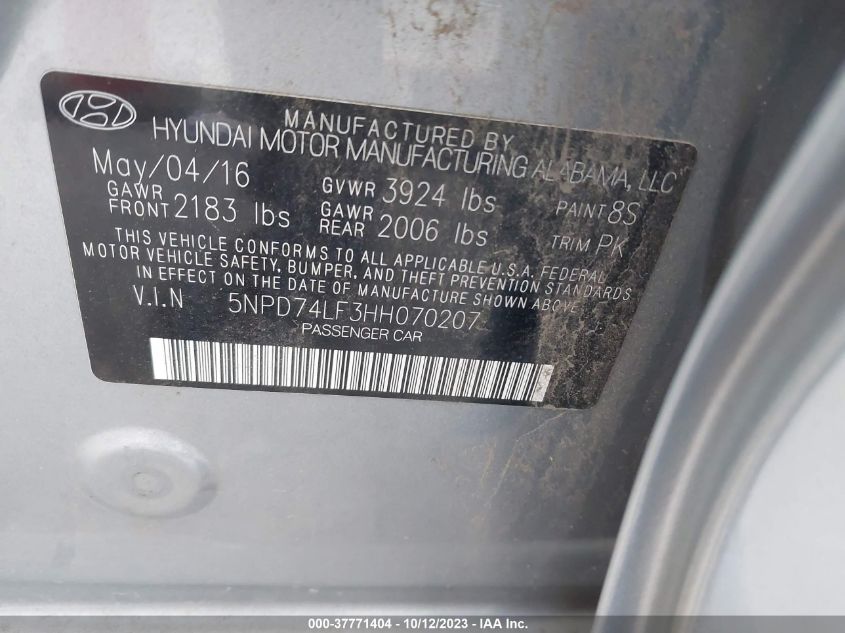 MANUFACTURED BY
HYUNDAI MOTOR MANUFACTURING ALABAMA, LLC
May/04/16 GVWR 3924 lbs PAINT 8S
GAWR FRONT 2183 lbs GAWR REAR 2006 lbs TRIM PK
THIS VEHICLE CONFORMS TO ALL APPLICABLE U.S.A. FEDERAL
MOTOR VEHICLE SAFETY, BUMPER, AND THEFT PREVENTION STANDARDS
IN EFFECT ON THE DATE OF MANUFACTURE SHOWN ABOVE.
V.I.N 5NPD74LF3HH070207
PASSENGER CAR
000-37771404 - 10/12/2023 - IAA Inc.